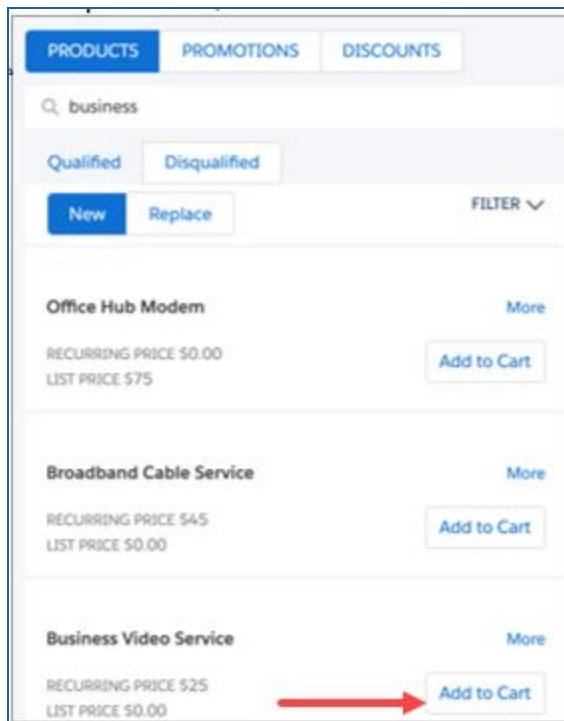 PRODUCTS PROMOTIONS DISCOUNTS
business
Qualified Disqualified
New Replace FILTER
Office Hub Modem More
RECURRING PRICE $0.00
Add to Cart
LIST PRICE $75
Broadband Cable Service More
RECURRING PRICE $45
Add to Cart
LIST PRICE $0.00
Business Video Service More
RECURRING PRICE $25
Add to Cart
LIST PRICE $0.00